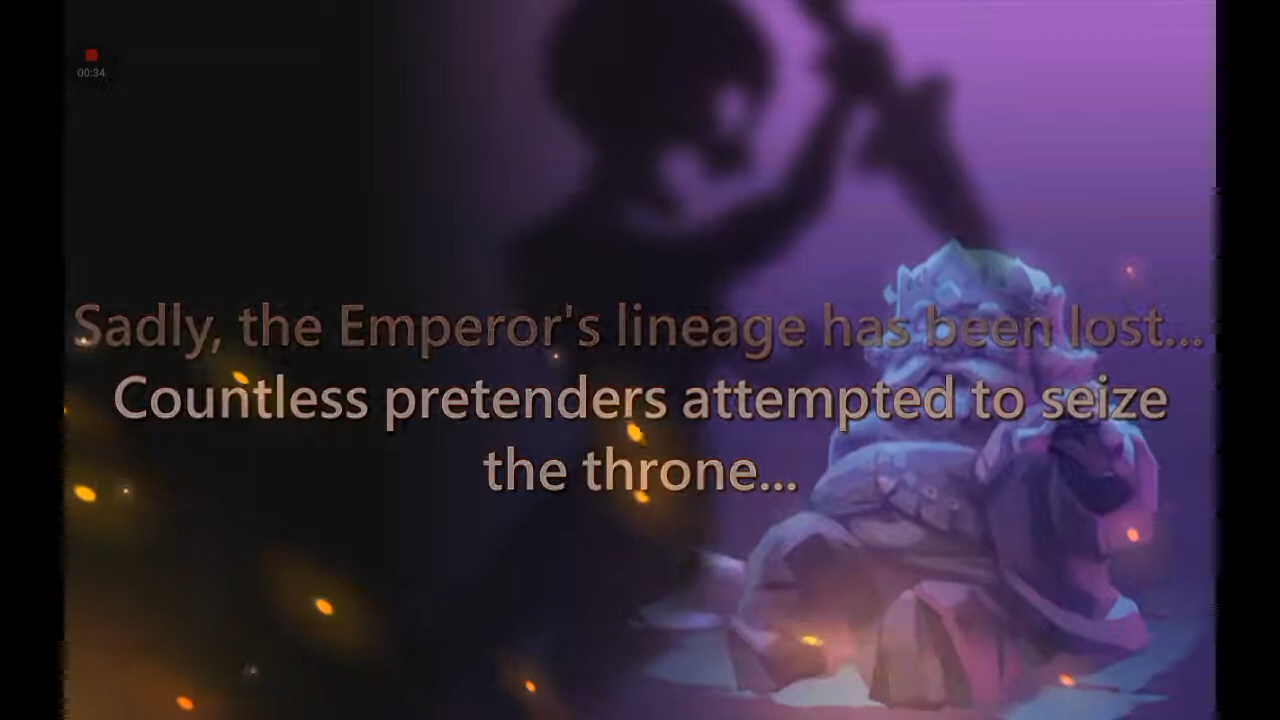 00:34
Sadly, the Emperor's lineage has been lost...
Countless pretenders attempted to seize
the throne...